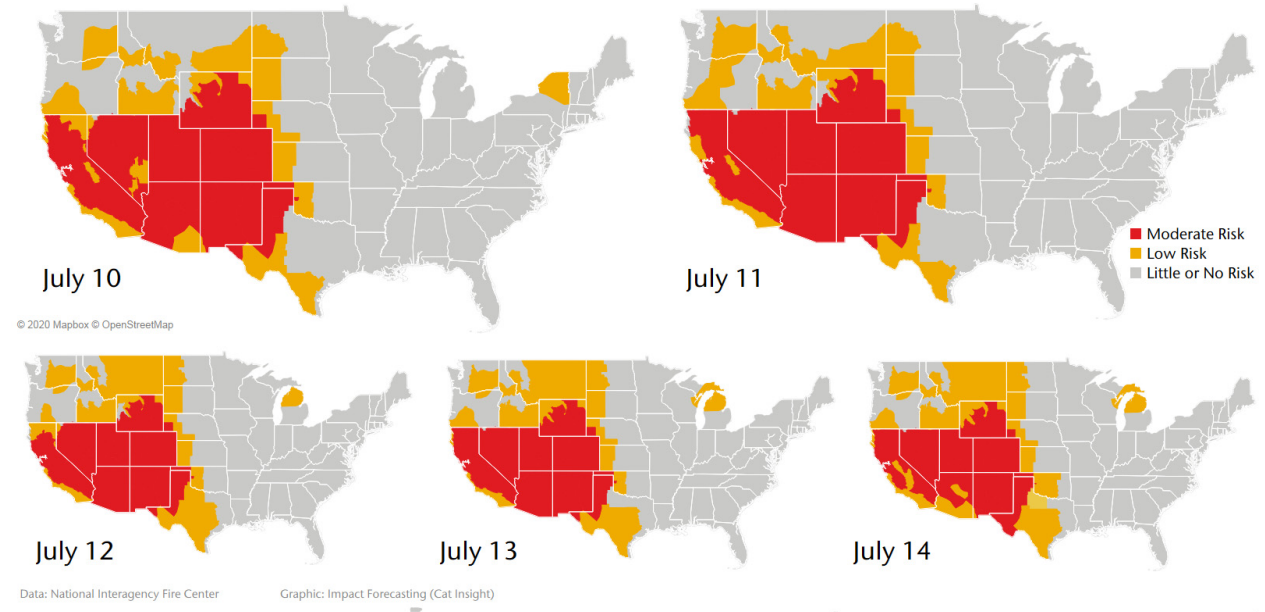 July 10
July 11
Moderate Risk
Low Risk
Little or No Risk
© 2020 Mapbox © OpenStreetMap
July 12
July 13
July 14
Data: National Interagency Fire Center
Graphic: Impact Forecasting (Cat Insight)